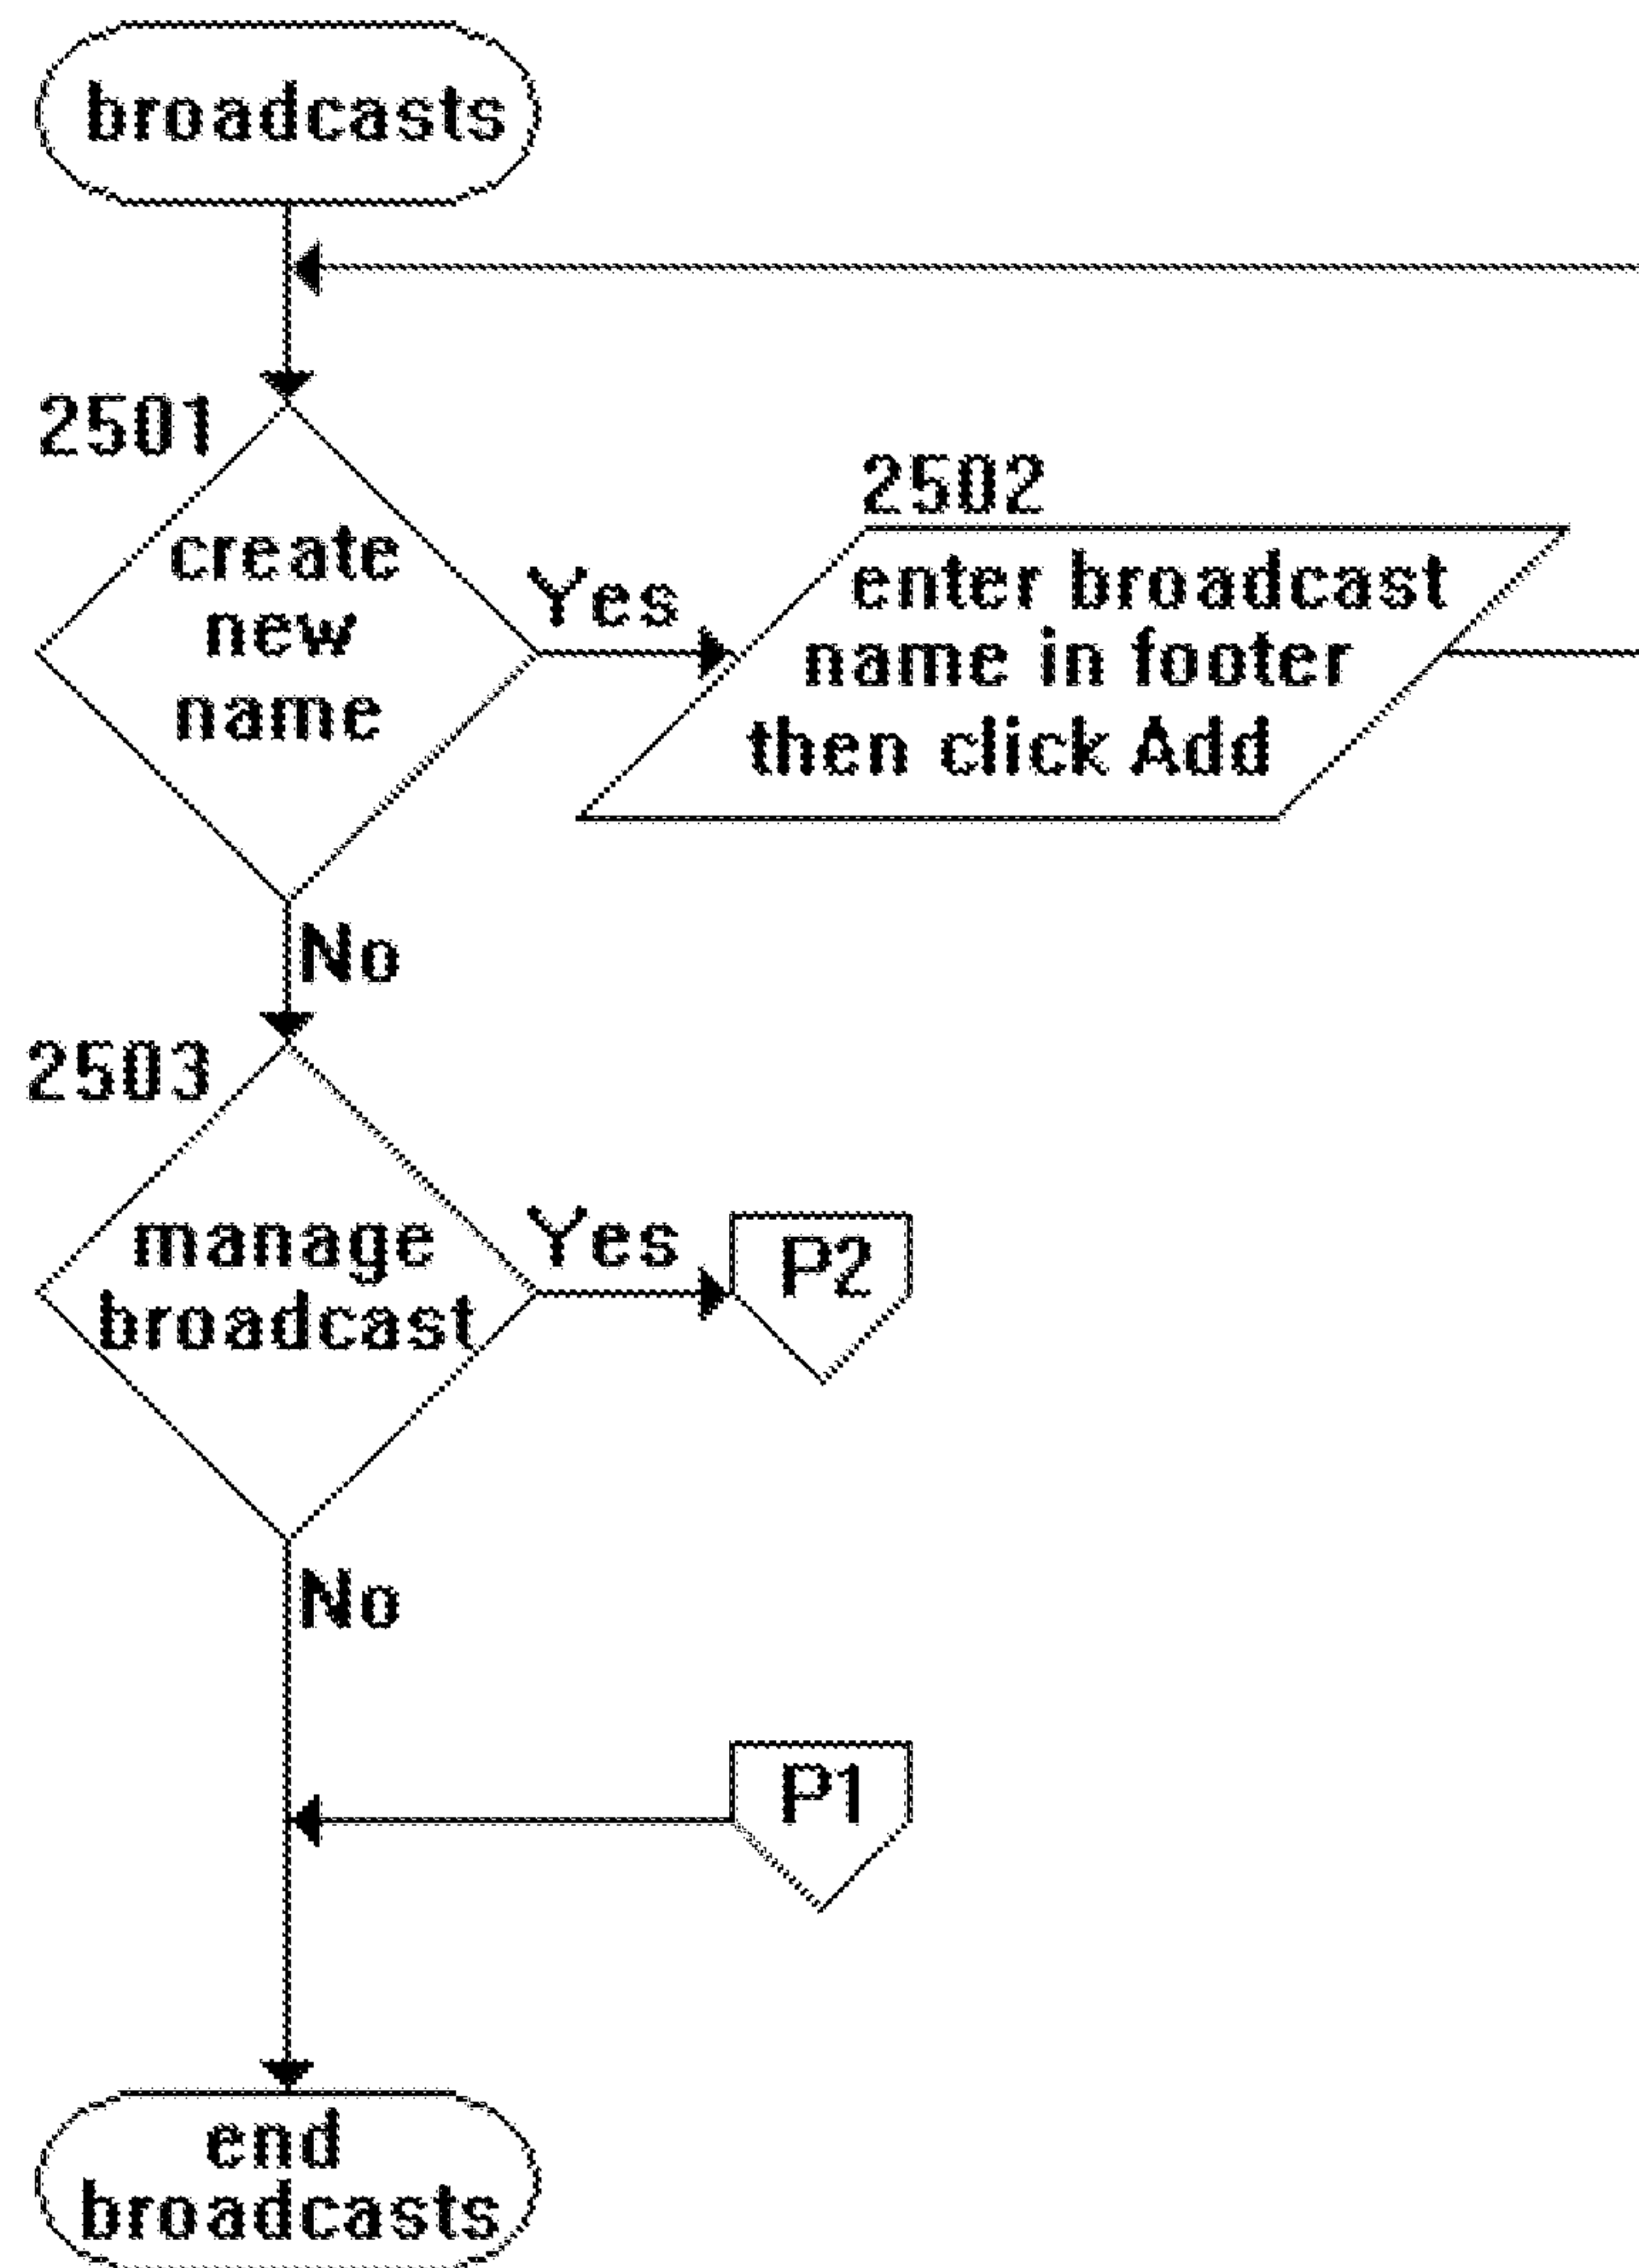 broadcasts
2501
create
new
name
Yes
2502
enter broadcast
name in footer
then click Add
No
2503
manage
broadcast
Yes
P2
No
P1
end
broadcasts